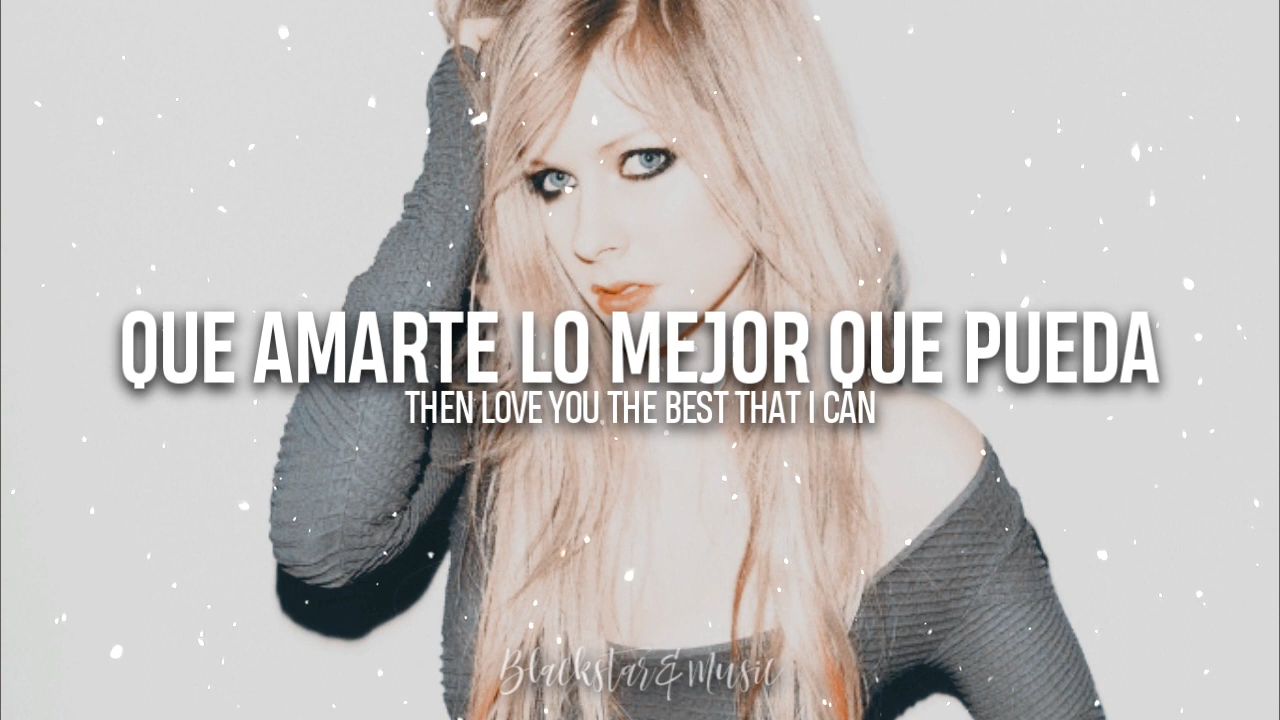 QUE AMARTE LO MEJOR QUE PUEDA
THEN LOVE YOU THE BEST THAT I CAN
Blackstar&Music